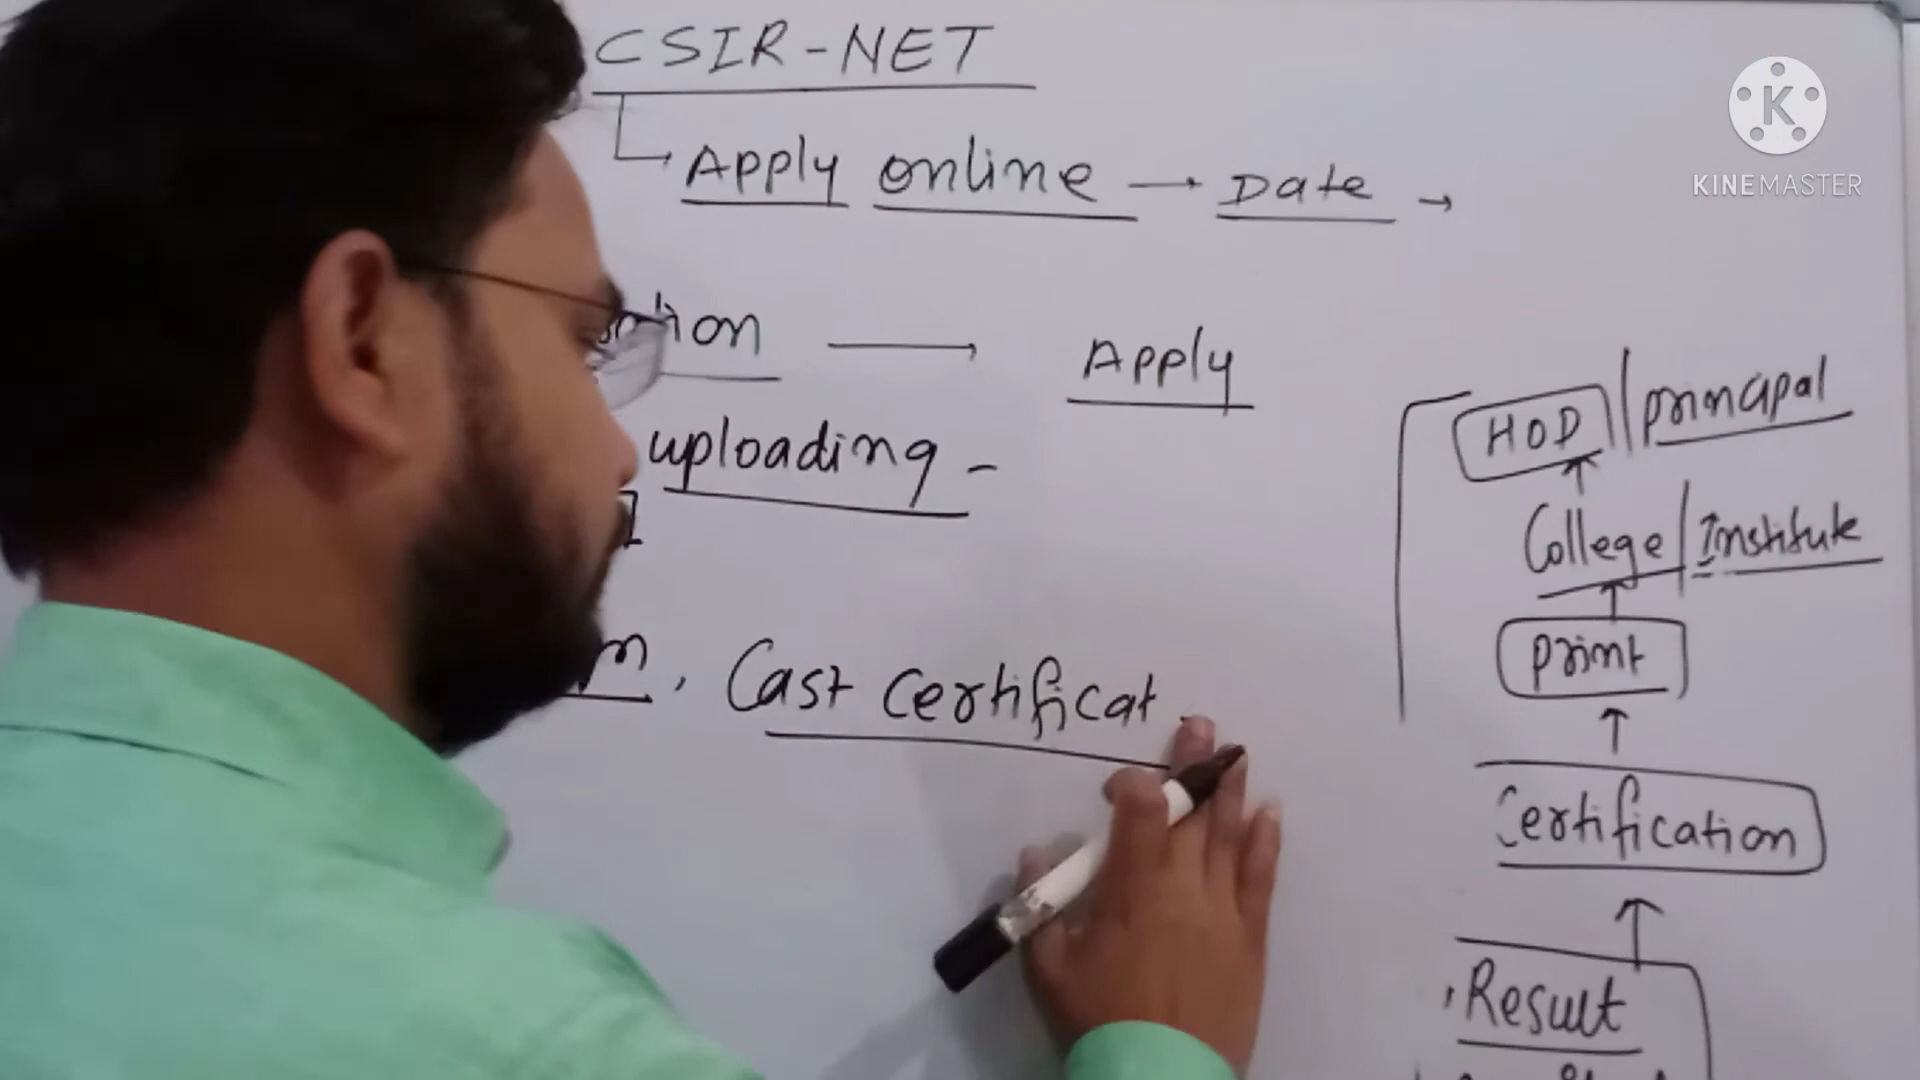 CSIR-NET
Apply online → Date →
→ Apply
uploading -
, Cast Certificat
HOD / principal
College / Institute
print
Certification
Result
K
KINEMASTER